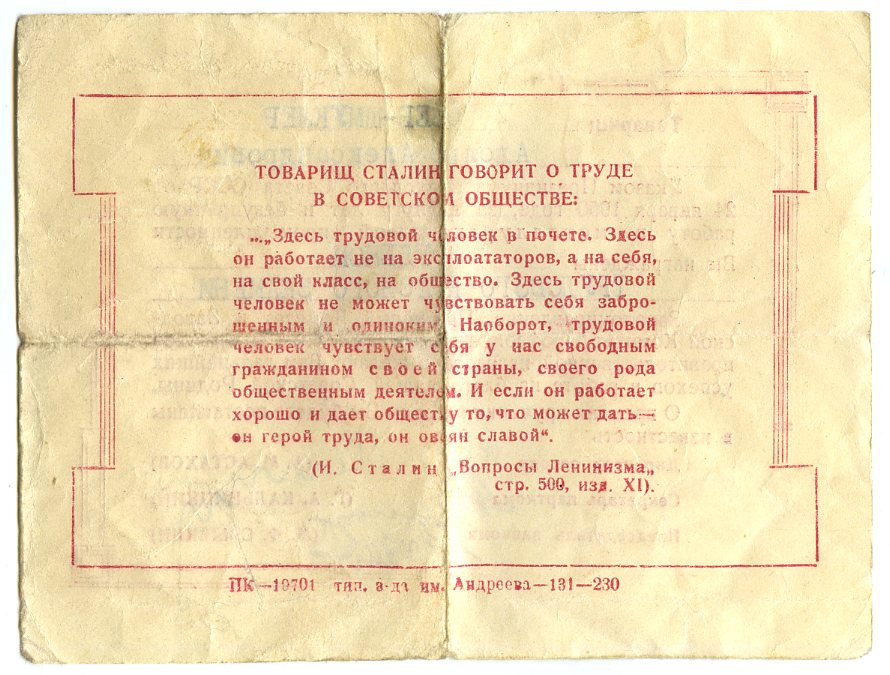 ТОВАРИЩ СТАЛИН ГОВОРИТ О ТРУДЕ
В СОВЕТСКОМ ОБЩЕСТВЕ:
„..„Здесь трудовой человек в почете. Здесь
он работает не на эксплоататоров, а на себя,
на свой класс, на общество. Здесь трудовой
человек не может чувствовать себя забро-
шенным и одиноким. Наоборот, трудовой
человек чувствует себя у нас свободным
гражданином своей страны, своего рода
общественным деятелем. И если он работает
хорошо и дает обществу то, что может дать—
он герой труда, он овеян славой“.
(И. Сталин „Вопросы Ленинизма„
стр. 500, изд. XI).
ПК—19701 тип. з-да им. Андреева—131—230